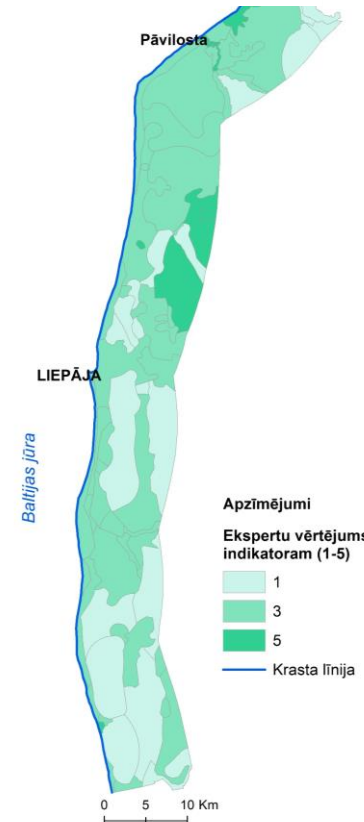 Pāvilosta
LIEPĀJA
Baltijas jūra
Apzīmējumi
Ekspertu vērtējums
indikatoram (1-5)
1
3
5
Krasta līnija
0 5 10 Km